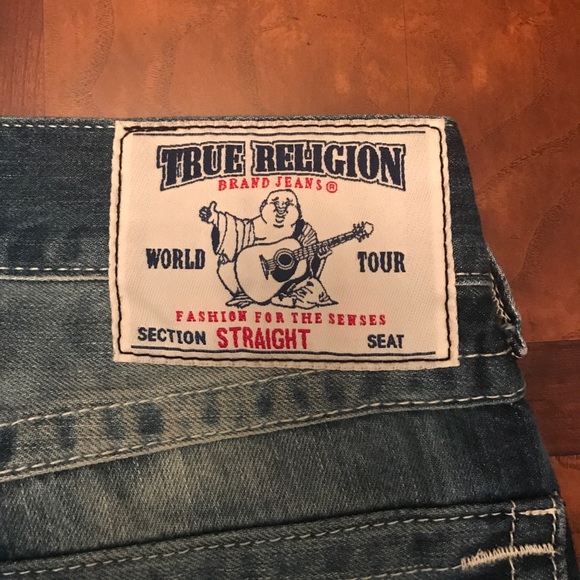 TRUE RELIGION
BRAND JEANS®
WORLD TOUR
FASHION FOR THE SENSES
SECTION STRAIGHT SEAT